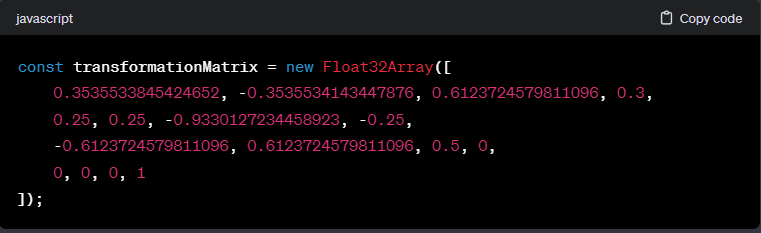 javascript
Copy code
const transformationMatrix = new Float32Array([
0.3535533845424652, -0.3535534143447876, 0.6123724579811096, 0.3,
0.25, 0.25, -0.9330127234458923, -0.25,
-0.6123724579811096, 0.6123724579811096, 0.5, 0,
0, 0, 0, 1
]);